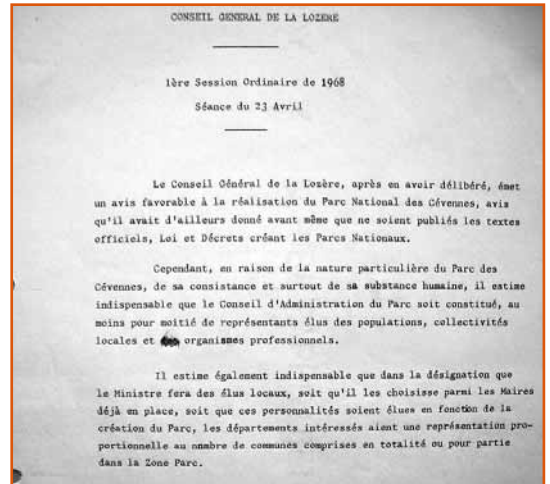 CONSEIL GENERAL DE LA LOZERE
1ère Session Ordinaire de 1968
Séance du 23 Avril
Le Conseil Général de la Lozère, après en avoir délibéré, émet
un avis favorable à la réalisation du Parc National des Cévennes, avis
qu'il avait d'ailleurs donné avant même que ne soient publiés les textes
officiels, Loi et Décrets créant les Parcs Nationaux.
Cependant, en raison de la nature particulière du Parc des
Cévennes, de sa consistance et surtout de sa substance humaine, il estime
indispensable que le Conseil d'Administration du Parc soit constitué, au
moins pour moitié de représentants élus des populations, collectivités
locales et organismes professionnels.
Il estime également indispensable que dans la désignation que
le Ministre fera des élus locaux, soit qu'il les choisisse parmi les Maires
déjà en place, soit que ces personnalités soient élues en fonction de la
création du Parc, les départements intéressés aient une représentation pro-
portionnelle au nombre de communes comprises en totalité ou pour partie
dans la Zone Parc.